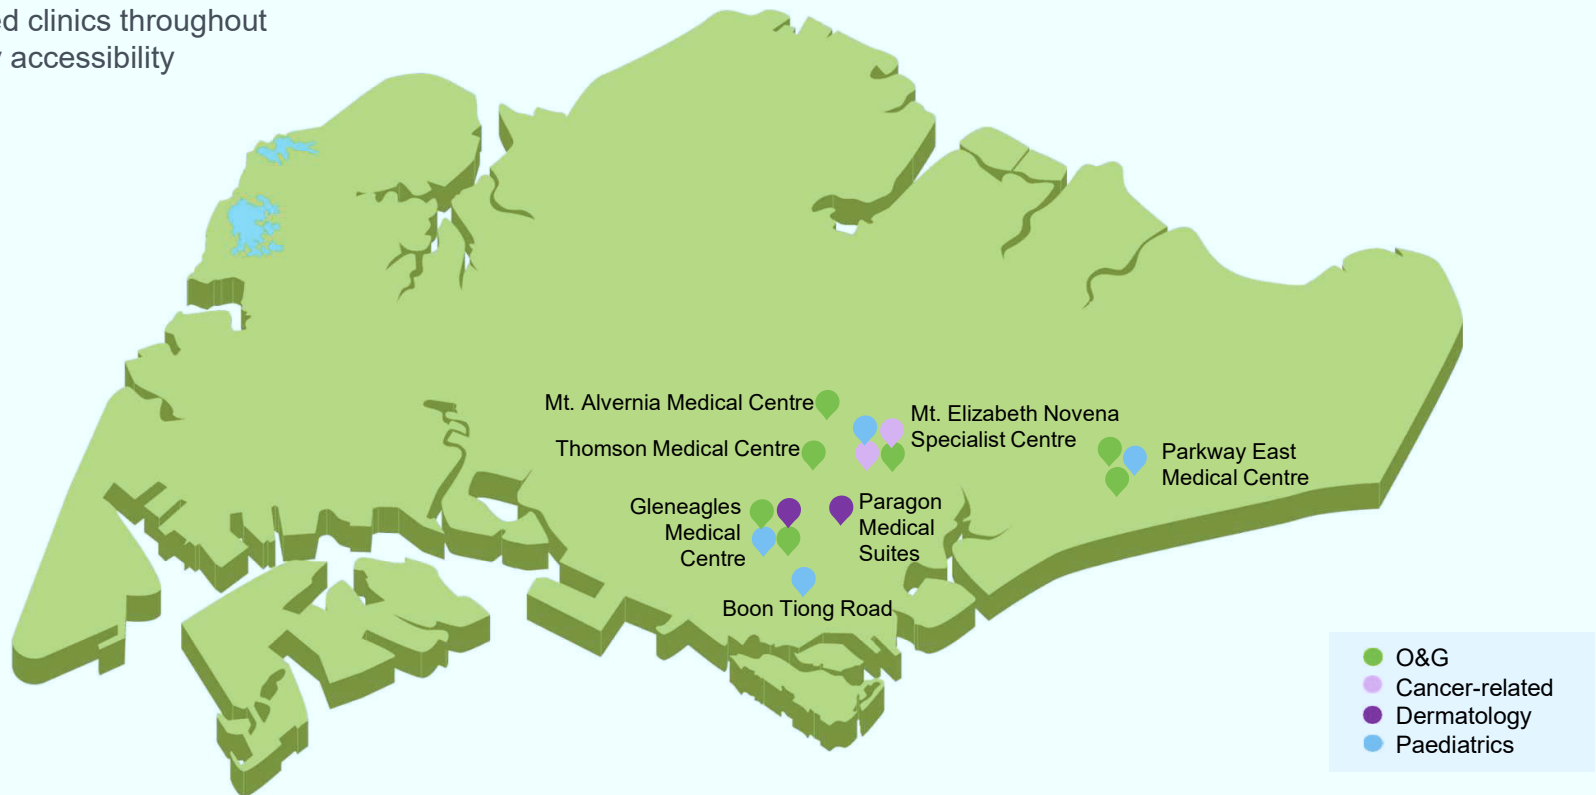 ed clinics throughout
accessibility
Mt. Alvernia Medical Centre
Mt. Elizabeth Novena
Specialist Centre
Thomson Medical Centre
Parkway East
Medical Centre
Gleneagles
Medical
Centre
Paragon
Medical
Suites
Boon Tiong Road
O&G
Cancer-related
Dermatology
Paediatrics